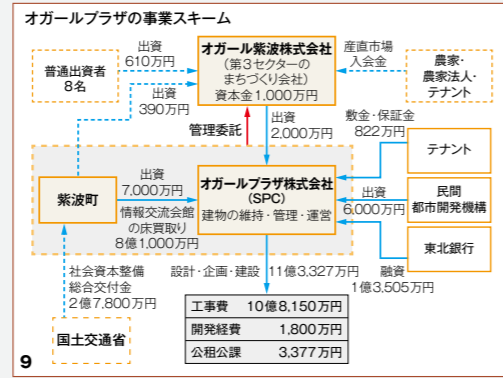 オガールプラザの事業スキーム
普通出資者
8名
出資
610万円
出資
390万円
オガール紫波株式会社
(第3セクターの
まちづくり会社)
資本金1,000万円
産直市場
入会金
農家・
農家法人・
テナント
管理委託
出資
2,000万円
敷金・保証金
822万円
テナント
紫波町
出資
7,000万円
情報交流会館
の床買取り
8億1,000万円
オガールプラザ株式会社
(SPC)
建物の維持・管理・運営
出資
6,000万円
民間
都市開発機構
東北銀行
融資
1億3,505万円
社会資本整備
総合交付金
2億7,800万円
国土交通省
設計・企画・建設 11億3,327万円
工事費 10億8,150万円
開発経費 1,800万円
公租公課 3,377万円
9